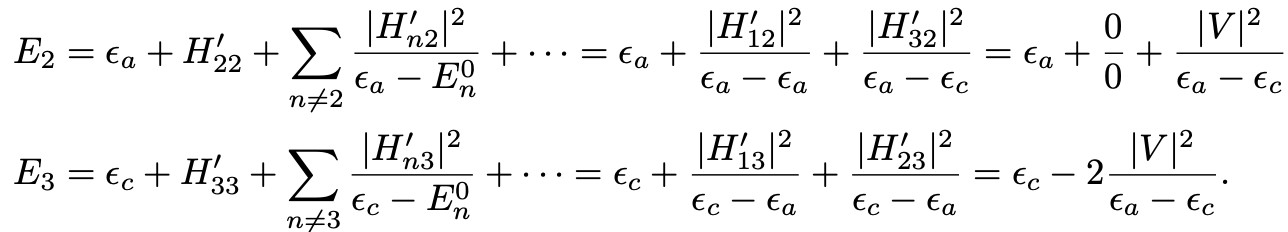 $E_2 = \epsilon_a + H'_{22} + \sum_{n \neq 2} \frac{|H'_{n2}|^2}{\epsilon_a - E_n^0} + \cdots = \epsilon_a + \frac{|H'_{12}|^2}{\epsilon_a - \epsilon_a} + \frac{|H'_{32}|^2}{\epsilon_a - \epsilon_c} = \epsilon_a + \frac{0}{0} + \frac{|V|^2}{\epsilon_a - \epsilon_c}$
$E_3 = \epsilon_c + H'_{33} + \sum_{n \neq 3} \frac{|H'_{n3}|^2}{\epsilon_c - E_n^0} + \cdots = \epsilon_c + \frac{|H'_{13}|^2}{\epsilon_c - \epsilon_a} + \frac{|H'_{23}|^2}{\epsilon_c - \epsilon_a} = \epsilon_c - 2\frac{|V|^2}{\epsilon_a - \epsilon_c}.$